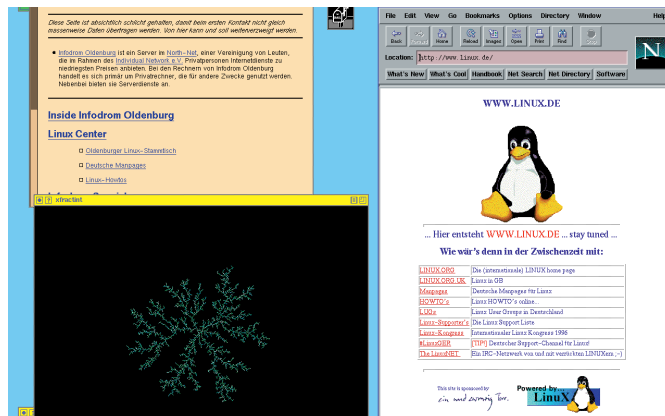 Diese Seite ist absichtlich schlicht gehalten, damit beim ersten Kontakt nicht gleich
massenweise Daten übertragen werden. Von hier kann und soll weiterverzweigt werden.
Infodrom Oldenburg ist ein Server im North-Net, einer Vereinigung von Leuten,
die im Rahmen des Individual Network e.V. Privatpersonen Internetdienste zu
niedriegsten Preisen anbieten. Bei den Rechnern von Infodrom Oldenburg
handelt es sich primär um Privatrechner, die für andere Zwecke genutzt werden.
Nebenbei bieten sie Serverdienste an.
Inside Infodrom Oldenburg
Linux Center
Oldenburger Linux-Stammtisch
Deutsche Manpages
Linux-Howtos
xfractint
File Edit View Go Bookmarks Options Directory Window Help
Back Home Reload Images Open Print Find
Location: http://www.linux.de/
N
What's New What's Cool Handbook Net Search Net Directory Software
WWW.LINUX.DE
... Hier entsteht WWW.LINUX.DE ... stay tuned ...
Wie wär's denn in der Zwischenzeit mit:
LINUX.ORG Die (internationale) LINUX home page
LINUX.ORG.UK Linux in GB
Manpages Deutsche Manpages für Linux
HOWTO's Linux HOWTO's online...
LUGs Linux User Groups in Deutschland
Linux-Supporter's Die Linux Support Liste
Linux-Kongress Internationaler Linux Kongress 1996
#LinuxGER [TIP!] Deutscher Support-Channel für Linux!
The LinuxNET Ein IRC-Netzwerk von und mit verrückten LINUXern ;-)
This site is sponsored by
Powered by...
LinuX